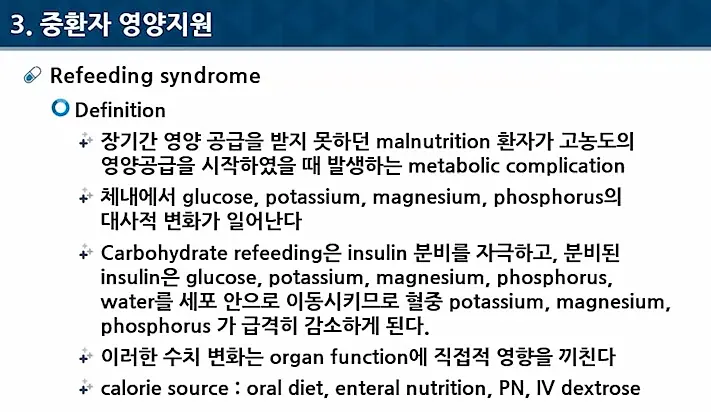 3. 중환자 영양지원
Refeeding syndrome
Definition
장기간 영양 공급을 받지 못하던 malnutrition 환자가 고농도의
영양공급을 시작하였을 때 발생하는 metabolic complication
체내에서 glucose, potassium, magnesium, phosphorus의
대사적 변화가 일어난다
Carbohydrate refeeding은 insulin 분비를 자극하고, 분비된
insulin은 glucose, potassium, magnesium, phosphorus,
water를 세포 안으로 이동시키므로 혈중 potassium, magnesium,
phosphorus 가 급격히 감소하게 된다.
이러한 수치 변화는 organ function에 직접적 영향을 끼친다
calorie source : oral diet, enteral nutrition, PN, IV dextrose